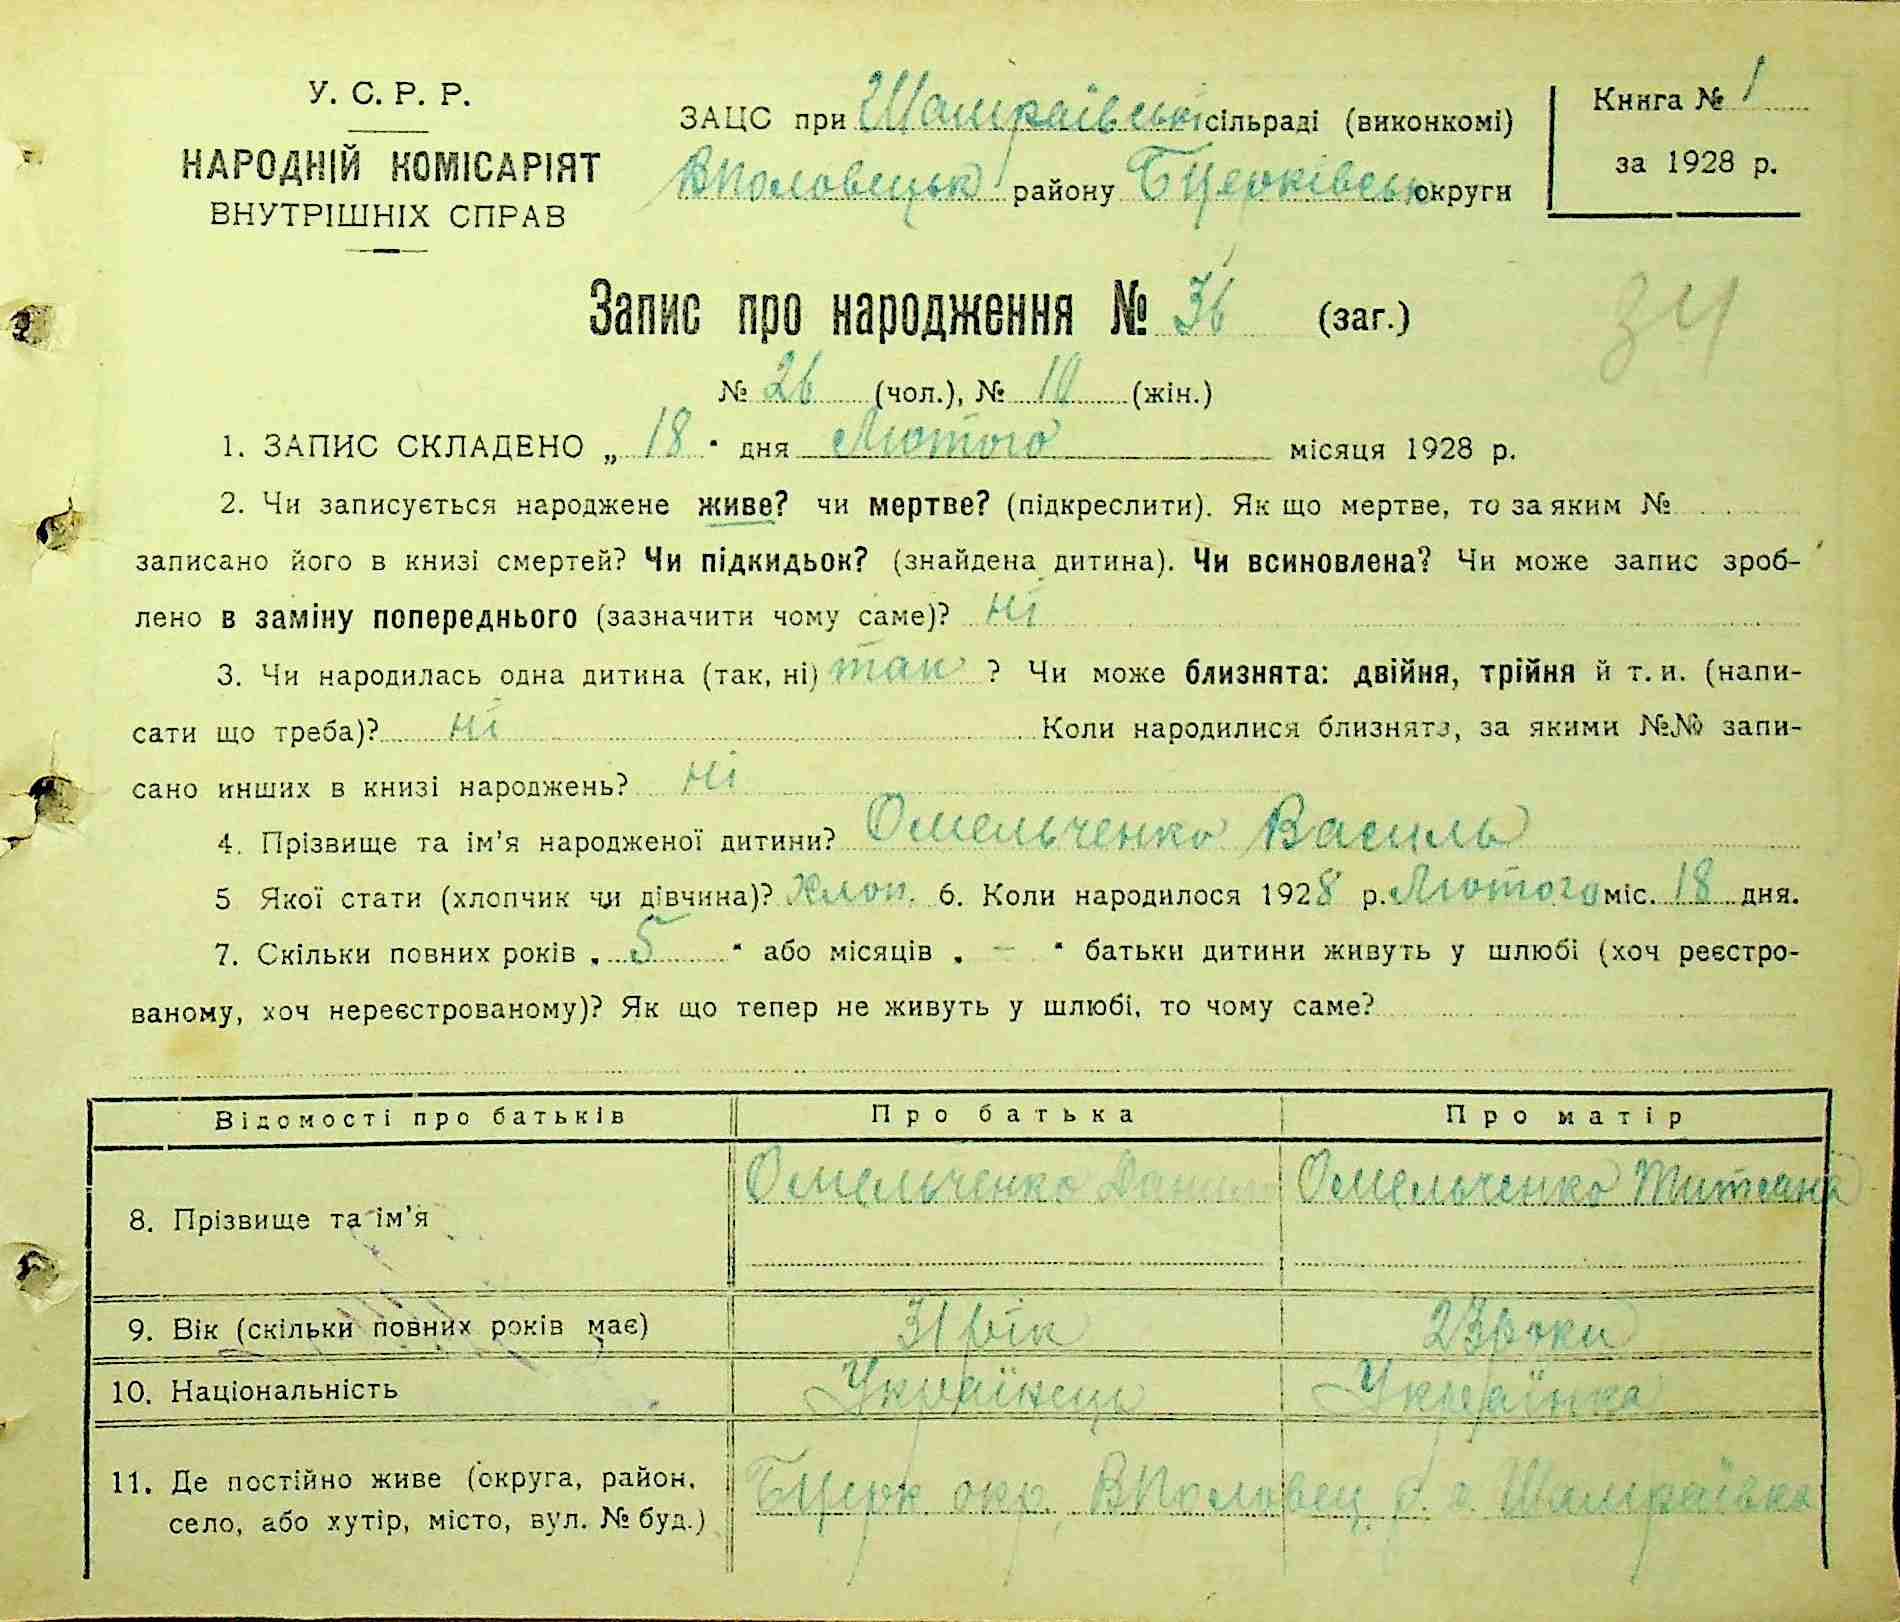 У. С. Р. Р.
НАРОДНІЙ КОМІСАРІЯТ
ВНУТРІШНІХ СПРАВ
ЗАЦС при Шамраївській сільраді (виконкомі)
ВПоловецьк району БЦерківськ округи
Книга № 1
за 1928 р.
Запис про народження № 36 (заг.)
34
№ 26 (чол.), № 10 (жін.)
1. ЗАПИС СКЛАДЕНО „ 18 " дня Лютого місяця 1928 р.
2. Чи записується народжене живе? чи мертве? (підкреслити). Як що мертве, то за яким №
записано його в книзі смертей? Чи підкидьок? (знайдена дитина). Чи всиновлена? Чи може запис зроб-
лено в заміну попереднього (зазначити чому саме)? ні
3. Чи народилась одна дитина (так, ні) так ? Чи може близнята: двійня, трійня й т. и. (напи-
сати що треба)? ні Коли народилися близнята, за якими №№ запи-
сано инших в книзі народжень? ні
4. Прізвище та ім'я народженої дитини? Омельченко Василь
5 Якої стати (хлопчик чи дівчина)? Хлоп. 6. Коли народилося 1928 р. Лютого міс. 18 дня.
7. Скільки повних років „ 5 " або місяців „ — " батьки дитини живуть у шлюбі (хоч реєстро-
ваному, хоч нереєстрованому)? Як що тепер не живуть у шлюбі, то чому саме?
Відомості про батьків Про батька Про матір
8. Прізвище та ім'я Омельченко Данило Омельченко Титяна
9. Вік (скільки повних років має) 31 рік 23 роки
10. Національність Українець Українка
11. Де постійно живе (округа, район,
село, або хутір, місто, вул. № буд.) БЦерк окр. ВПоловец. р. с. Шамраївка